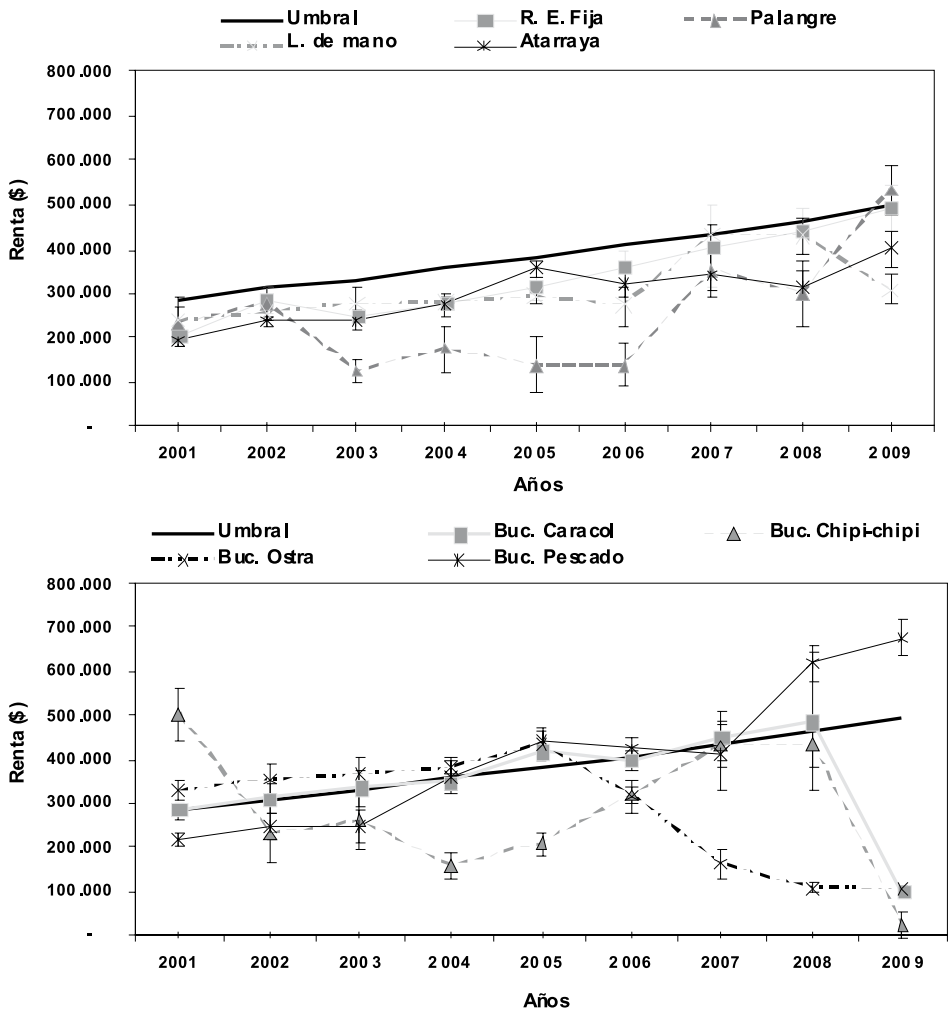 Umbral R. E. Fija Palangre
L. de mano Atarraya
800.000
700.000
600.000
500.000
400.000
300.000
200.000
100.000
-
Renta ($)
2001 2002 2003 2004 2005 2006 2007 2008 2009
Años
Umbral Buc. Caracol Buc. Chipi-chipi
Buc. Ostra Buc. Pescado
800.000
700.000
600.000
500.000
400.000
300.000
200.000
100.000
-
Renta ($)
2001 2002 2003 2004 2005 2006 2007 2008 2009
Años